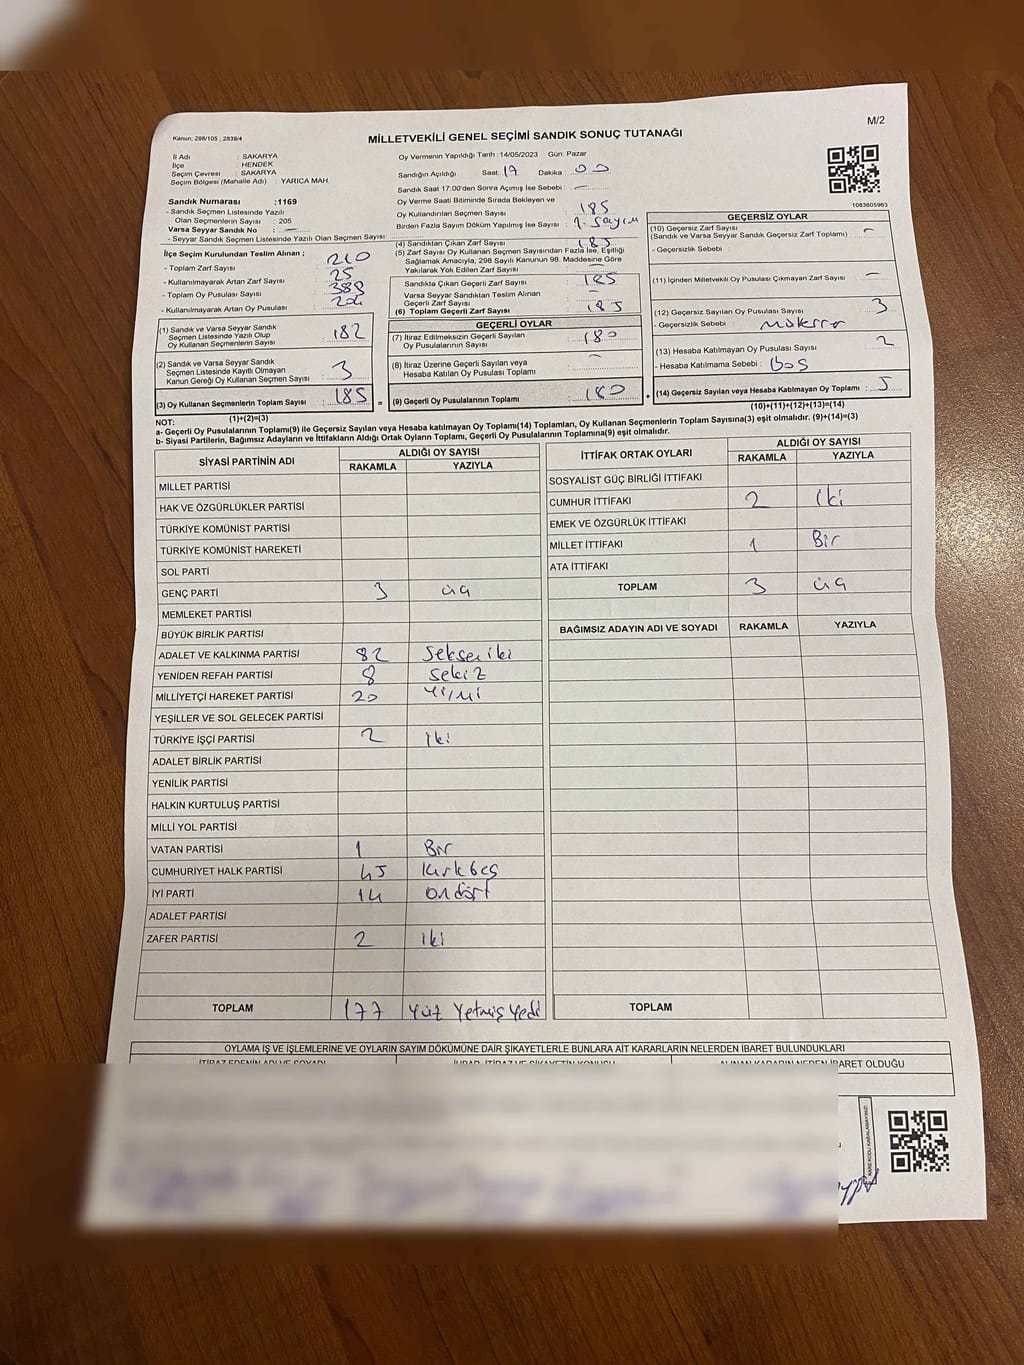 M/2
Kanun: 298/105 , 2839/4
MİLLETVEKİLİ GENEL SEÇİMİ SANDIK SONUÇ TUTANAĞI
İl Adı : SAKARYA
İlçe : HENDEK
Seçim Çevresi : SAKARYA
Seçim Bölgesi (Mahalle Adı) : YARICA MAH.
Oy Vermenin Yapıldığı Tarih :14/05/2023 Gün: Pazar
Sandığın Açıldığı Saat: 17 Dakika : 00
Sandık Saat 17:00'den Sonra Açımış İse Sebebi : —
1083605963
Sandık Numarası :1169
- Sandık Seçmen Listesinde Yazılı
Olan Seçmenlerin Sayısı : 205
Varsa Seyyar Sandık No : —
- Seyyar Sandık Seçmen Listesinde Yazılı Olan Seçmen Sayısı
Oy Verme Saati Bitiminde Sırada Bekleyen ve
Oy Kullandırılan Seçmen Sayısı : 185
Birden Fazla Sayım Döküm Yapılmış İse Sayısı : 1. Sayım
İlçe Seçim Kurulundan Teslim Alınan ;
- Toplam Zarf Sayısı : 210
- Kullanılmayarak Artan Zarf Sayısı : 25
- Toplam Oy Pusulası Sayısı : 389
- Kullanılmayarak Artan Oy Pusulası : 204
(4) Sandıktan Çıkan Zarf Sayısı : 185
(5) Zarf Sayısı Oy Kullanan Seçmen Sayısından Fazla İse, Eşitliği
Sağlamak Amacıyla; 298 Sayılı Kanunun 98. Maddesine Göre
Yakılarak Yok Edilen Zarf Sayısı : —
Sandıkta Çıkan Geçerli Zarf Sayısı : 185
Varsa Seyyar Sandıktan Teslim Alınan
Geçerli Zarf Sayısı : —
(6) Toplam Geçerli Zarf Sayısı : 185
GEÇERSİZ OYLAR
(10) Geçersiz Zarf Sayısı : —
(Sandık ve Varsa Seyyar Sandık Geçersiz Zarf Toplamı)
- Geçersizlik Sebebi
(11) İçinden Milletvekili Oy Pusulası Çıkmayan Zarf Sayısı : —
(12) Geçersiz Sayılan Oy Pusulası Sayısı : 3
- Geçersizlik Sebebi : Mükerrer
(13) Hesaba Katılmayan Oy Pusulası Sayısı : 2
- Hesaba Katılmama Sebebi : Boş
(14) Geçersiz Sayılan veya Hesaba Katılmayan Oy Toplamı : 5
(10)+(11)+(12)+(13)=(14)
(1) Sandık ve Varsa Seyyar Sandık
Seçmen Listesinde Yazılı Olup
Oy Kullanan Seçmenlerin Sayısı : 182
(2) Sandık ve Varsa Seyyar Sandık
Seçmen Listesinde Kayıtlı Olmayan
Kanun Gereği Oy Kullanan Seçmen Sayısı : 3
(3) Oy Kullanan Seçmenlerin Toplam Sayısı : 185 =
(1)+(2)=(3)
GEÇERLİ OYLAR
(7) İtiraz Edilmeksizin Geçerli Sayılan
Oy Pusulalarının Sayısı : 180
(8) İtiraz Üzerine Geçerli Sayılan veya
Hesaba Katılan Oy Pusulası Toplamı : —
(9) Geçerli Oy Pusulalarının Toplamı : 180 +
NOT:
a- Geçerli Oy Pusulalarının Toplamı(9) ile Geçersiz Sayılan veya Hesaba katılmayan Oy Toplamı(14) Toplamları, Oy Kullanan Seçmenlerin Toplam Sayısına(3) eşit olmalıdır. (9)+(14)=(3)
b- Siyasi Partilerin, Bağımsız Adayların ve İttifakların Aldığı Ortak Oyların Toplamı, Geçerli Oy Pusulalarının Toplamına(9) eşit olmalıdır.
SİYASİ PARTİNİN ADI ALDIĞI OY SAYISI
RAKAMLA YAZIYLA
MİLLET PARTİSİ
HAK VE ÖZGÜRLÜKLER PARTİSİ
TÜRKİYE KOMÜNİST PARTİSİ
TÜRKİYE KOMÜNİST HAREKETİ
SOL PARTİ
GENÇ PARTİ 3 üç
MEMLEKET PARTİSİ
BÜYÜK BİRLİK PARTİSİ
ADALET VE KALKINMA PARTİSİ 82 Seksen iki
YENİDEN REFAH PARTİSİ 8 Sekiz
MİLLİYETÇİ HAREKET PARTİSİ 20 Yirmi
YEŞİLLER VE SOL GELECEK PARTİSİ
TÜRKİYE İŞÇİ PARTİSİ 2 iki
ADALET BİRLİK PARTİSİ
YENİLİK PARTİSİ
HALKIN KURTULUŞ PARTİSİ
MİLLİ YOL PARTİSİ
VATAN PARTİSİ 1 Bir
CUMHURİYET HALK PARTİSİ 45 Kırk beş
İYİ PARTİ 14 On dört
ADALET PARTİSİ
ZAFER PARTİSİ 2 iki
TOPLAM 177 Yüz Yetmiş Yedi
İTTİFAK ORTAK OYLARI ALDIĞI OY SAYISI
RAKAMLA YAZIYLA
SOSYALİST GÜÇ BİRLİĞİ İTTİFAKI
CUMHUR İTTİFAKI 2 iki
EMEK VE ÖZGÜRLÜK İTTİFAKI
MİLLET İTTİFAKI 1 Bir
ATA İTTİFAKI
TOPLAM 3 üç
BAĞIMSIZ ADAYIN ADI VE SOYADI RAKAMLA YAZIYLA
TOPLAM
OYLAMA İŞ VE İŞLEMLERİNE VE OYLARIN SAYIM DÖKÜMÜNE DAİR ŞİKAYETLERLE BUNLARA AİT KARARLARIN NELERDEN İBARET BULUNDUKLARI
İTİRAZ EDENİN ADI VE SOYADI İHBAR, İTİRAZ VE ŞİKAYETİN KONUSU ALINAN KARARIN NEDEN İBARET OLDUĞU
KARE KODU KARALAMAYINIZ!